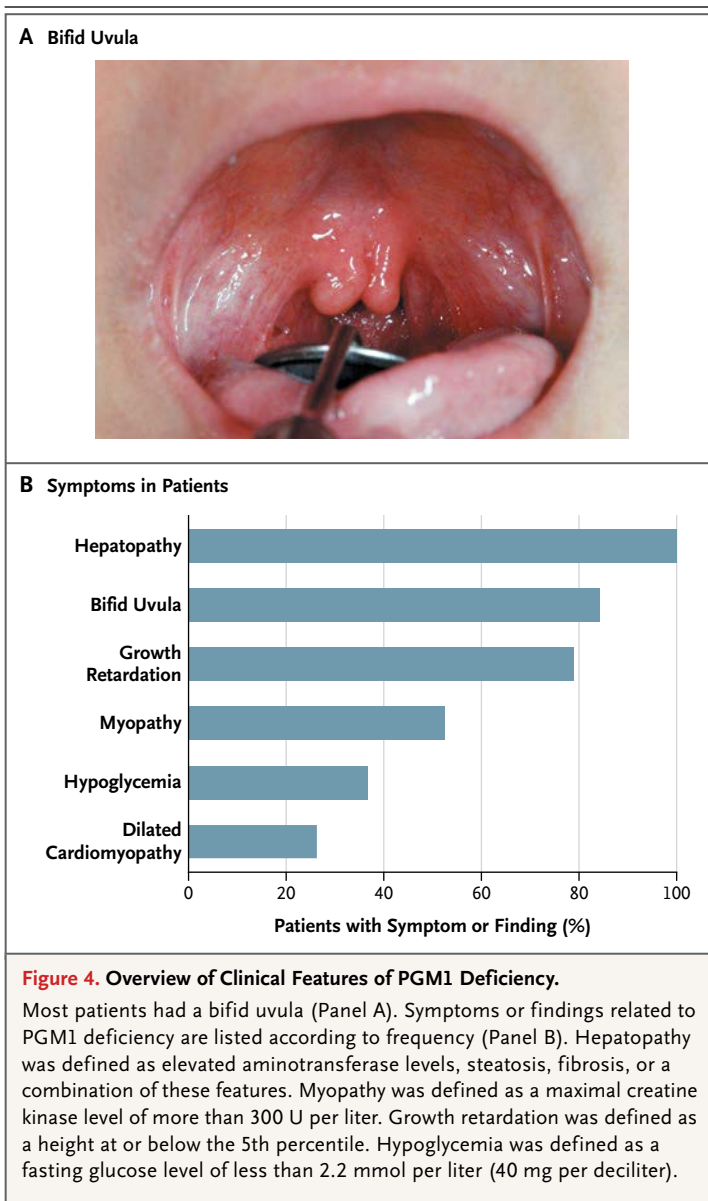 A Bifid Uvula
B Symptoms in Patients
Hepatopathy
Bifid Uvula
Growth
Retardation
Myopathy
Hypoglycemia
Dilated
Cardiomyopathy
0 20 40 60 80 100
Patients with Symptom or Finding (%)
Figure 4. Overview of Clinical Features of PGM1 Deficiency.
Most patients had a bifid uvula (Panel A). Symptoms or findings related to
PGM1 deficiency are listed according to frequency (Panel B). Hepatopathy
was defined as elevated aminotransferase levels, steatosis, fibrosis, or a
combination of these features. Myopathy was defined as a maximal creatine
kinase level of more than 300 U per liter. Growth retardation was defined as
a height at or below the 5th percentile. Hypoglycemia was defined as a
fasting glucose level of less than 2.2 mmol per liter (40 mg per deciliter).